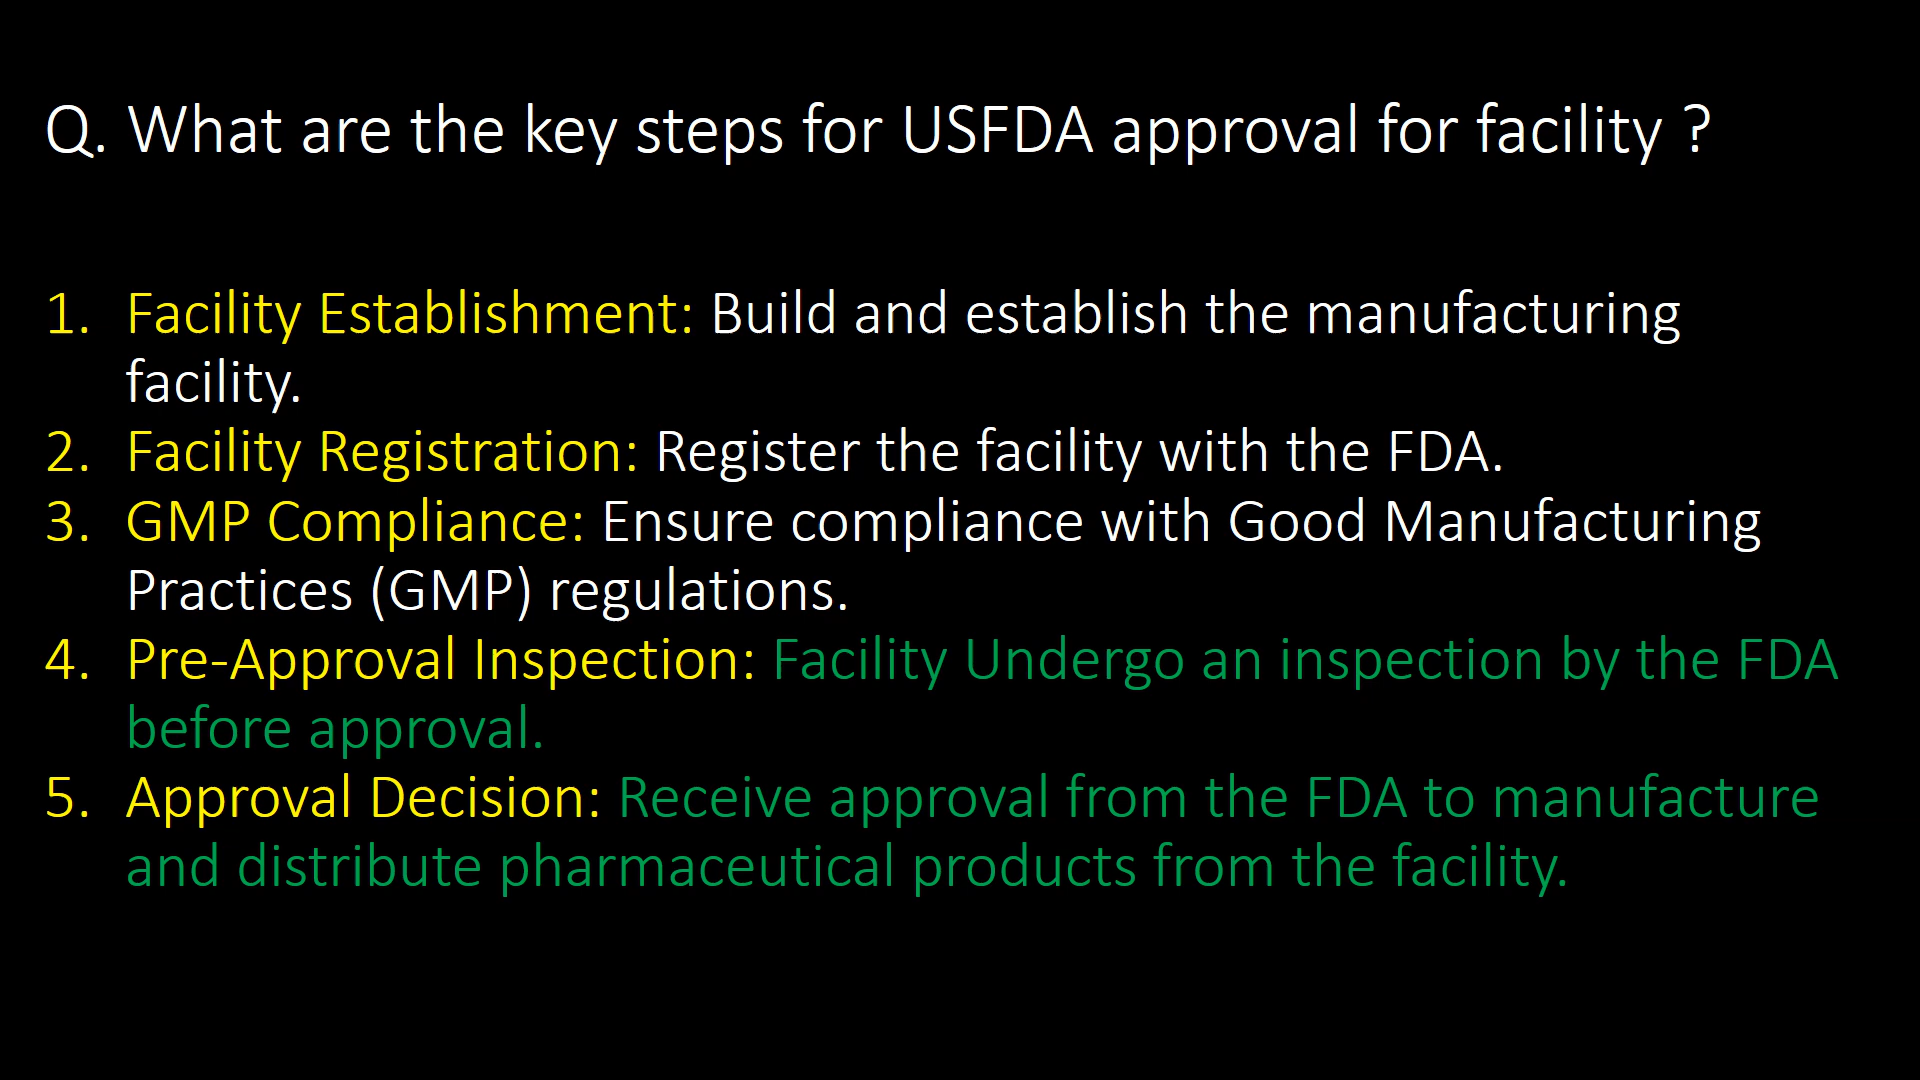 Q. What are the key steps for USFDA approval for facility ?
1. Facility Establishment: Build and establish the manufacturing
facility.
2. Facility Registration: Register the facility with the FDA.
3. GMP Compliance: Ensure compliance with Good Manufacturing
Practices (GMP) regulations.
4. Pre-Approval Inspection: Facility Undergo an inspection by the FDA
before approval.
5. Approval Decision: Receive approval from the FDA to manufacture
and distribute pharmaceutical products from the facility.